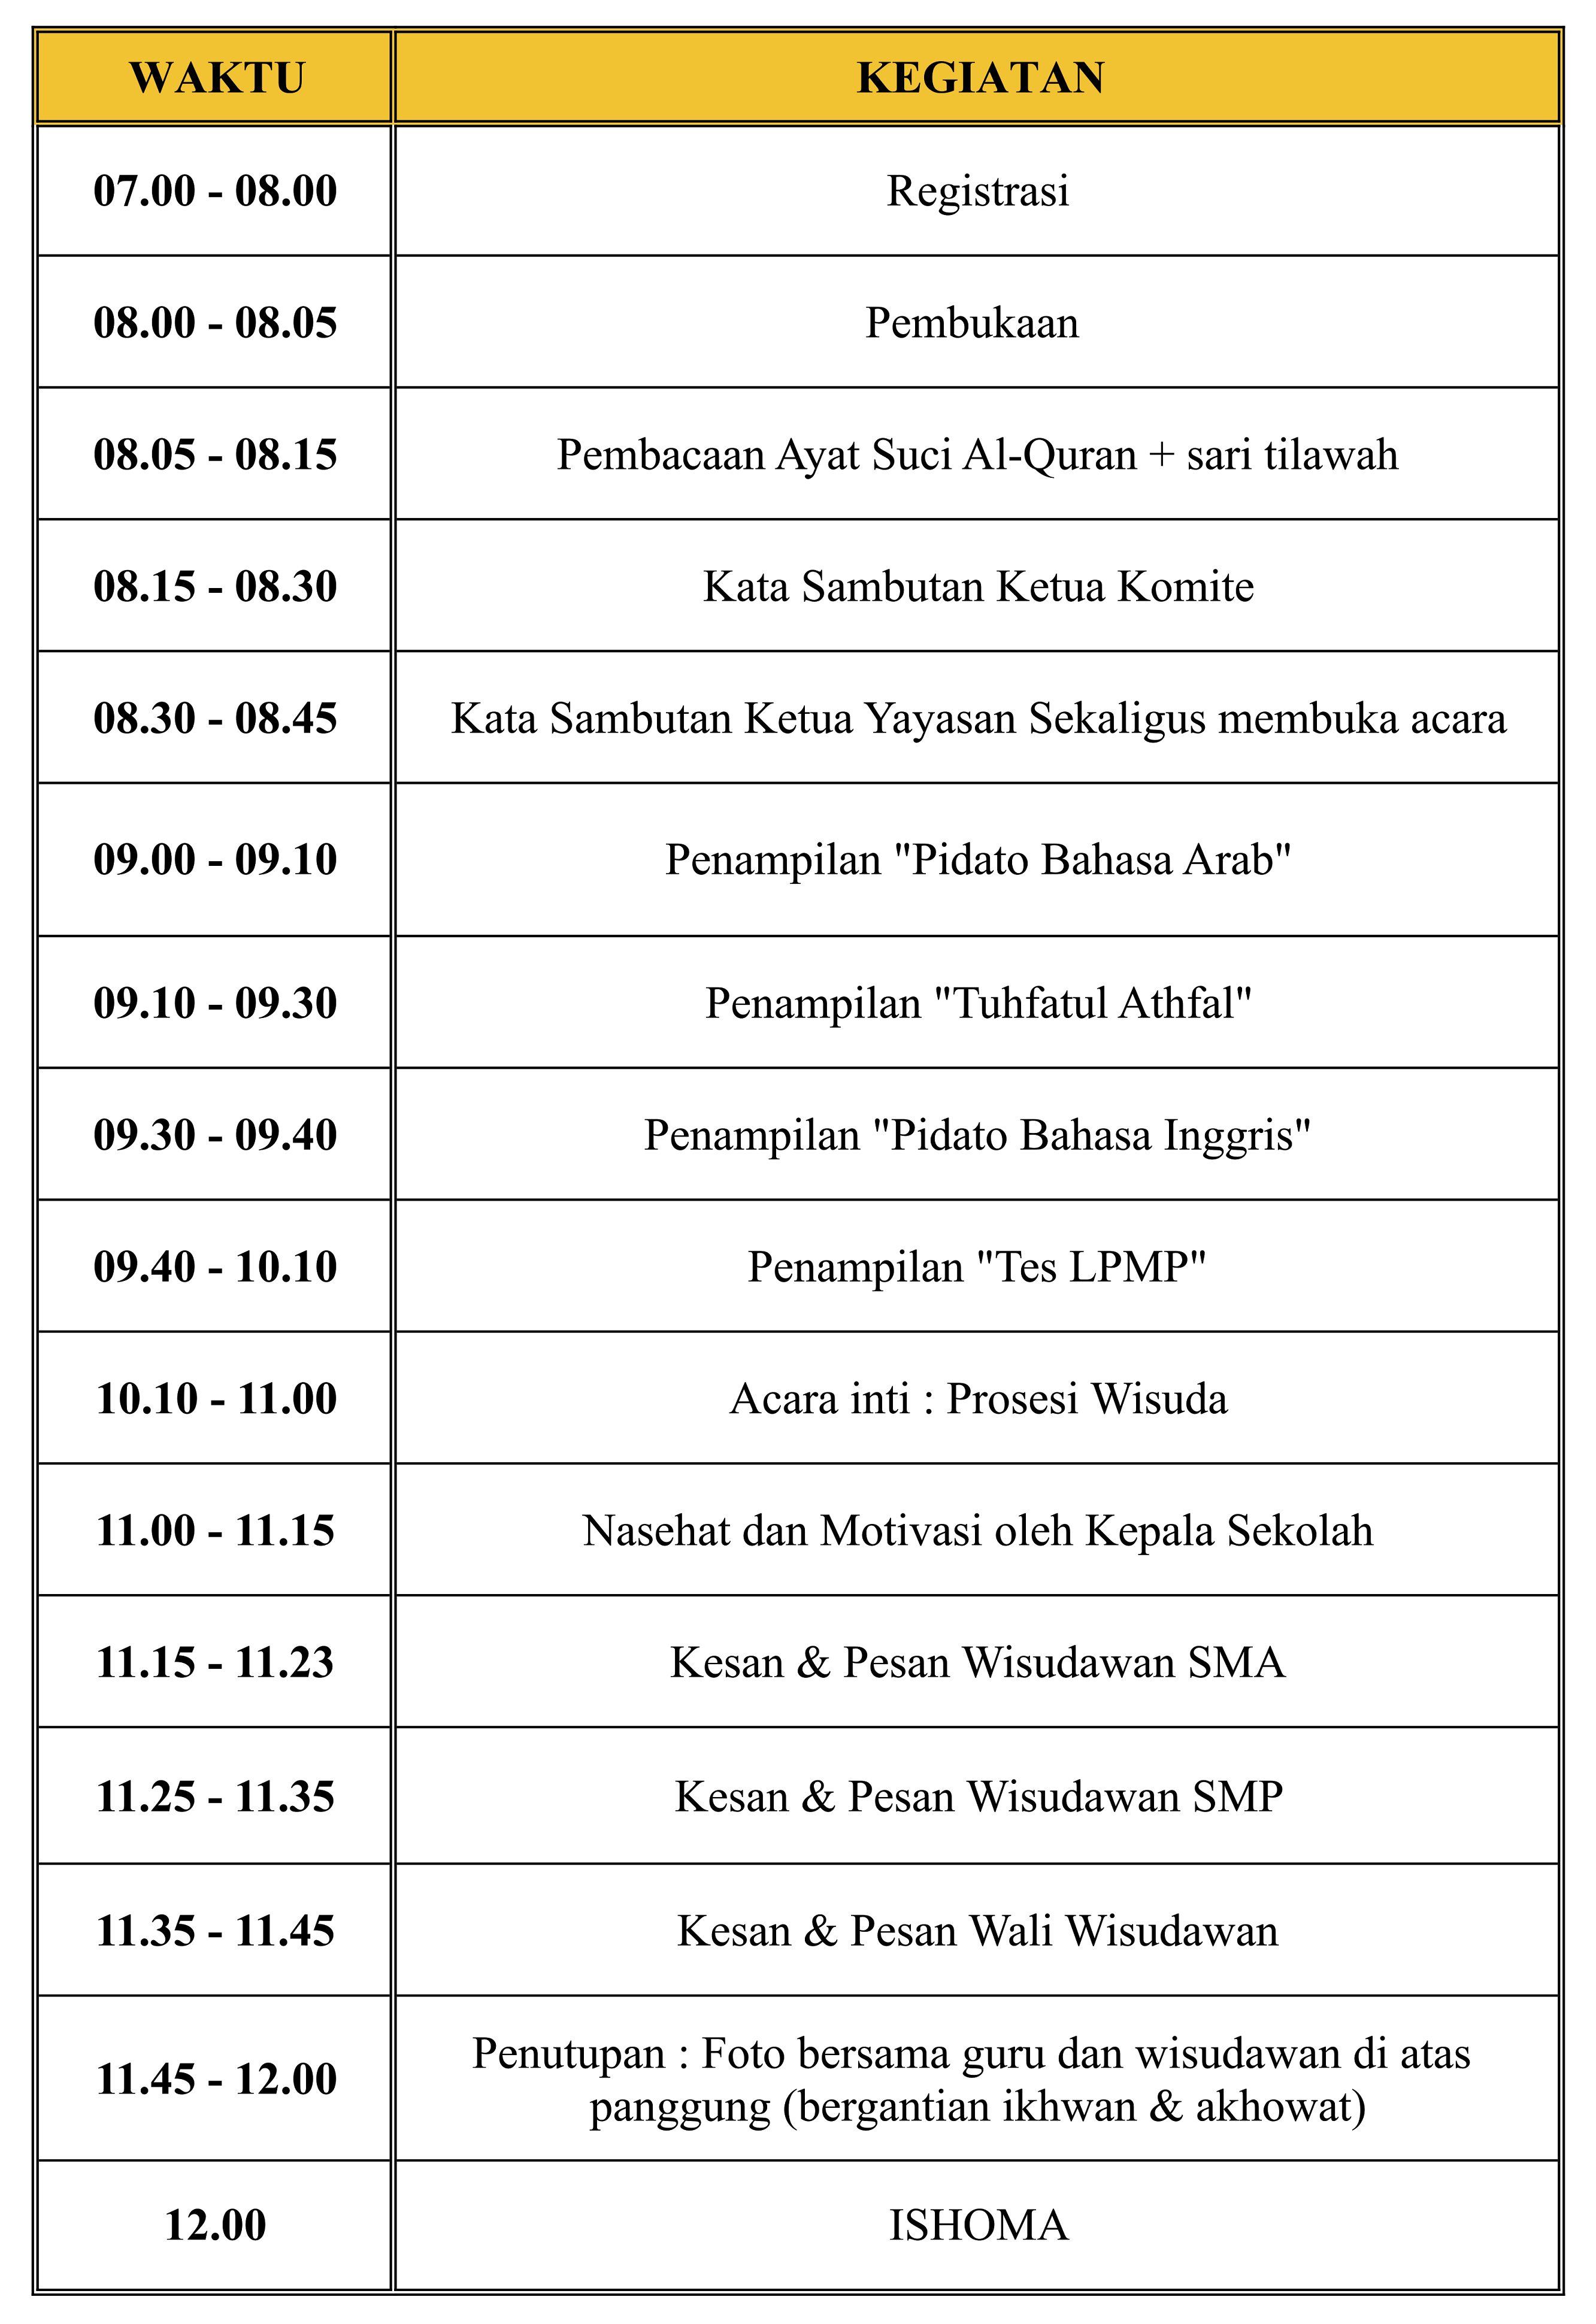 WAKTU KEGIATAN
07.00 - 08.00 Registrasi
08.00 - 08.05 Pembukaan
08.05 - 08.15 Pembacaan Ayat Suci Al-Quran + sari tilawah
08.15 - 08.30 Kata Sambutan Ketua Komite
08.30 - 08.45 Kata Sambutan Ketua Yayasan Sekaligus membuka acara
09.00 - 09.10 Penampilan "Pidato Bahasa Arab"
09.10 - 09.30 Penampilan "Tuhfatul Athfal"
09.30 - 09.40 Penampilan "Pidato Bahasa Inggris"
09.40 - 10.10 Penampilan "Tes LPMP"
10.10 - 11.00 Acara inti : Prosesi Wisuda
11.00 - 11.15 Nasehat dan Motivasi oleh Kepala Sekolah
11.15 - 11.23 Kesan & Pesan Wisudawan SMA
11.25 - 11.35 Kesan & Pesan Wisudawan SMP
11.35 - 11.45 Kesan & Pesan Wali Wisudawan
11.45 - 12.00 Penutupan : Foto bersama guru dan wisudawan di atas
panggung (bergantian ikhwan & akhowat)
12.00 ISHOMA